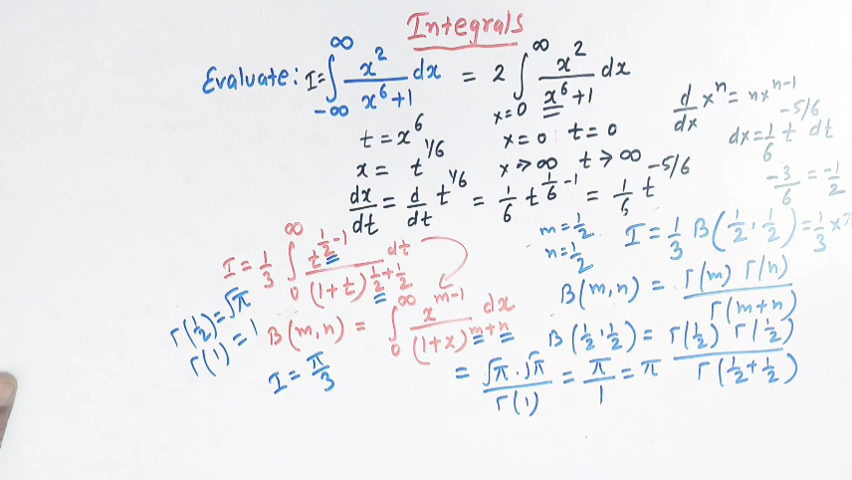 Integrals
Evaluate: I = ∫_{-∞}^{∞} x²/(x⁶+1) dx = 2 ∫_{x=0}^{∞} x²/(x⁶+1) dx
t = x⁶
x = 0 t = 0
x = t^{1/6}
x → ∞ t → ∞
dx/dt = d/dt t^{1/6} = 1/6 t^{1/6 - 1} = 1/6 t^{-5/6}
d/dx xⁿ = n x^{n-1}
dx = 1/6 t^{-5/6} dt
-3/6 = -1/2
I = 1/3 ∫_0^∞ t^{1/2 - 1} dt/(1+t)^{1/2 + 1/2}
m = 1/2
n = 1/2
I = 1/3 B(1/2, 1/2) = 1/3 × π
Γ(1/2) = √π
Γ(1) = 1
B(m,n) = ∫_0^∞ x^{m-1} dx/(1+x)^{m+n}
I = π/3
B(m,n) = Γ(m) Γ(n)/Γ(m+n)
B(1/2, 1/2) = Γ(1/2) Γ(1/2)/Γ(1/2 + 1/2)
= √π · √π/Γ(1) = π/1 = π